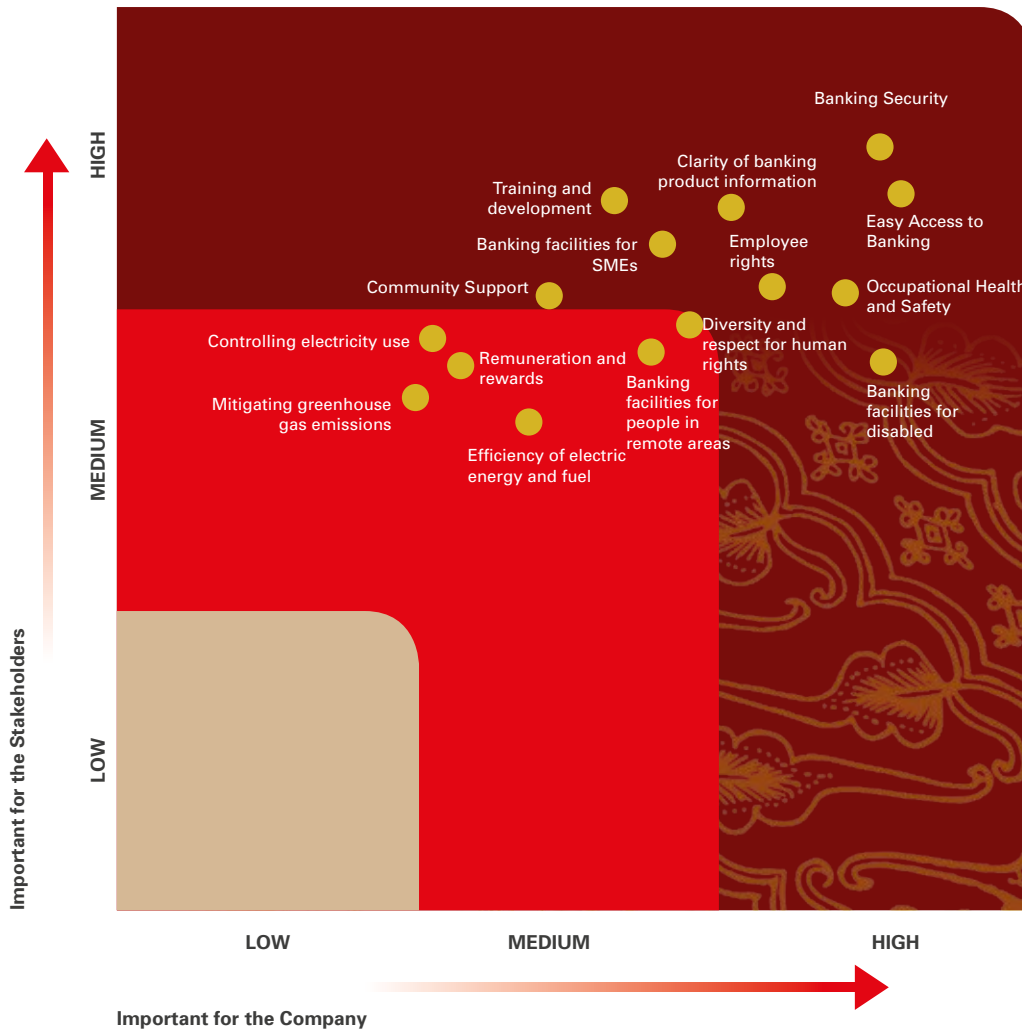 Banking Security
HIGH
Clarity of banking
product information
Training and
development
Easy Access to
Banking
Banking facilities for
SMEs
Employee
rights
Community Support
Occupational Health
and Safety
Diversity and
respect for human
rights
Controlling electricity use
Remuneration and
rewards
Banking
facilities for
people in
remote areas
Banking
facilities for
disabled
Mitigating greenhouse
gas emissions
Efficiency of electric
energy and fuel
MEDIUM
LOW
Important for the Stakeholders
LOW
MEDIUM
HIGH
Important for the Company